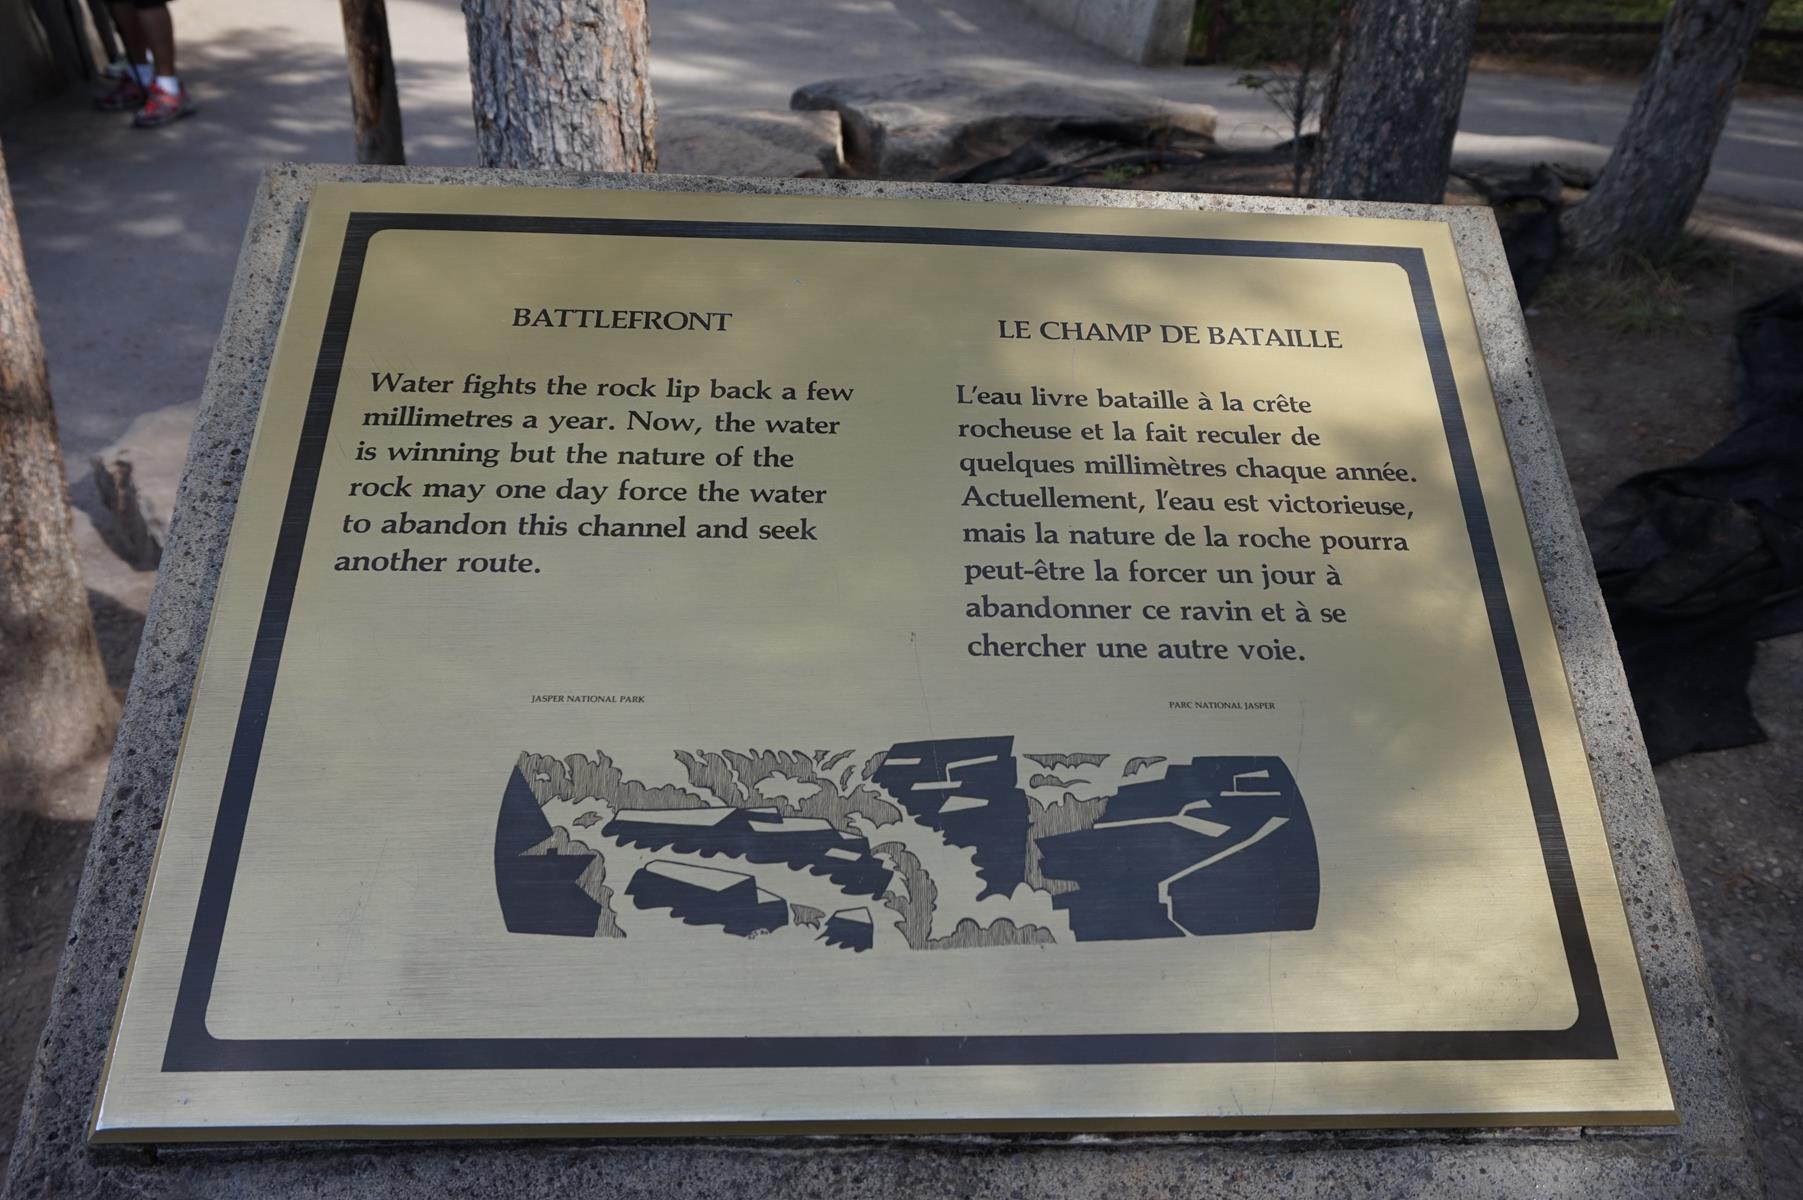 BATTLEFRONT
Water fights the rock lip back a few
millimetres a year. Now, the water
is winning but the nature of the
rock may one day force the water
to abandon this channel and seek
another route.
JASPER NATIONAL PARK
LE CHAMP DE BATAILLE
L'eau livre bataille à la crête
rocheuse et la fait reculer de
quelques millimètres chaque année.
Actuellement, l'eau est victorieuse,
mais la nature de la roche pourra
peut-être la forcer un jour à
abandonner ce ravin et à se
chercher une autre voie.
PARC NATIONAL JASPER